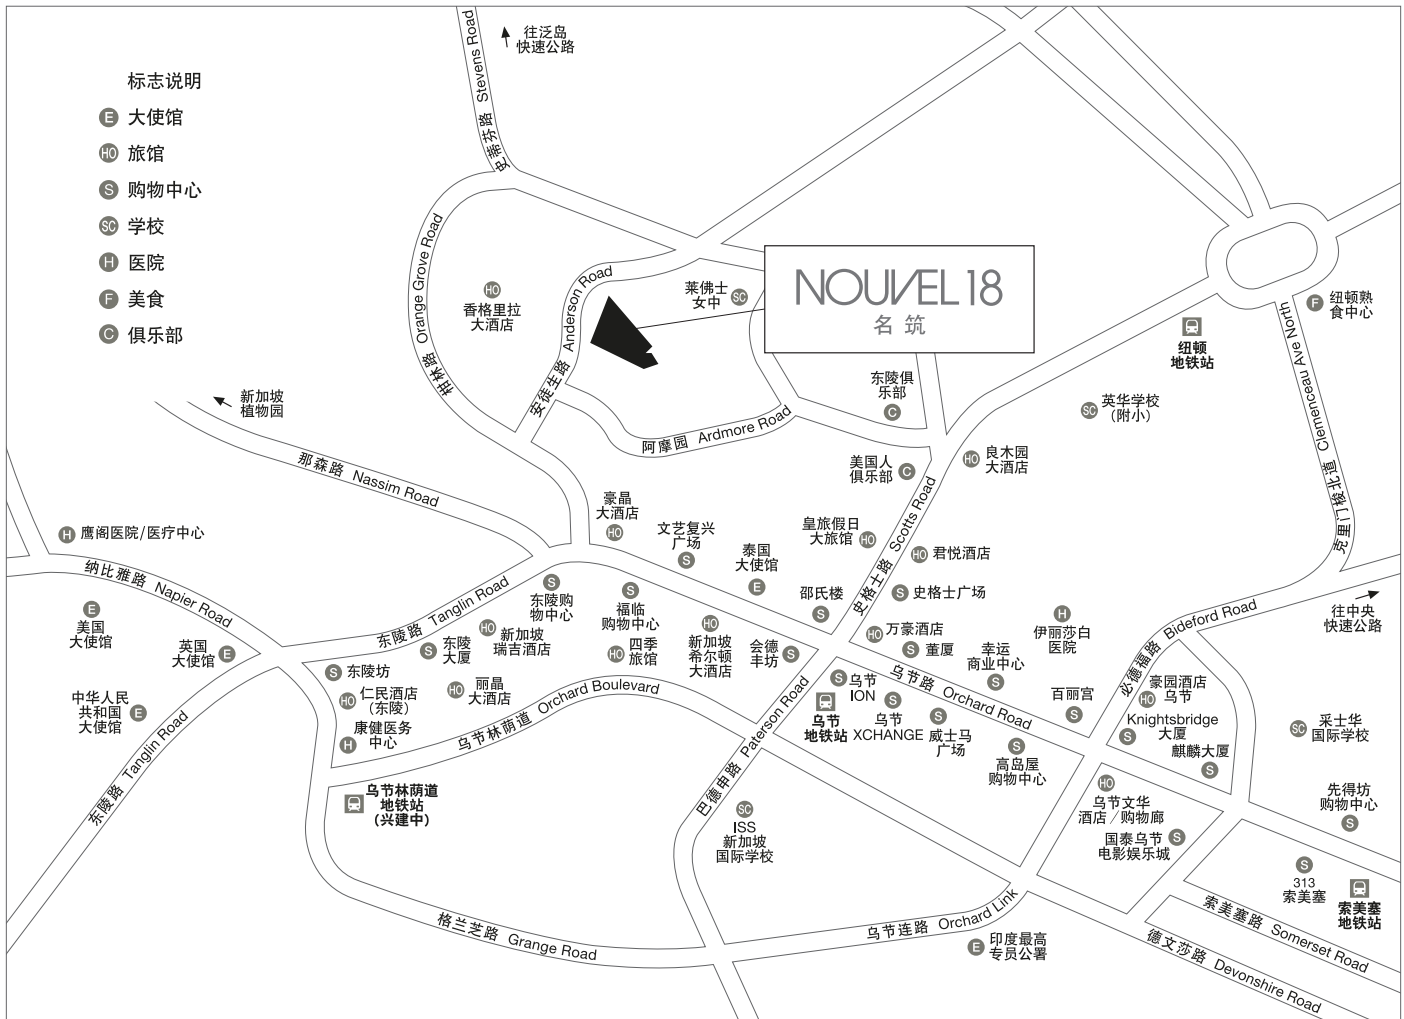 往泛岛
快速公路
史蒂芬路 Stevens Road
标志说明
E 大使馆
HO 旅馆
S 购物中心
SC 学校
H 医院
F 美食
C 俱乐部
柑林路 Orange Grove Road
HO
香格里拉
大酒店
安徒生路 Anderson Road
莱佛士
女中
SC
NOUVEL 18
名筑
F
纽顿熟
食中心
纽顿
地铁站
克里门梭北道 Clemenceau Ave North
新加坡
植物园
东陵俱
乐部
C
SC
英华学校
(附小)
阿摩园 Ardmore Road
那森路 Nassim Road
美国人
俱乐部
C
HO
良木园
大酒店
H 鹰阁医院/医疗中心
豪晶
大酒店
HO
文艺复兴
广场
S
泰国
大使馆
E
皇旅假日
大旅馆
HO
HO 君悦酒店
史格士路 Scotts Road
纳比雅路 Napier Road
东陵路 Tanglin Road
S
东陵购
物中心
S
福临
购物中心
邵氏楼
S
S 史格士广场
E
美国
大使馆
英国
大使馆
E
HO
新加坡
瑞吉酒店
东陵
大厦
S
HO
四季
旅馆
HO
新加坡
希尔顿
大酒店
会德
丰坊
S
HO 万豪酒店
S 董厦
幸运
商业中心
S
H
伊丽莎白
医院
必德福路 Bideford Road
往中央
快速公路
S 东陵坊
HO
仁民酒店
(东陵)
HO
丽晶
大酒店
中华人民
共和国
大使馆
E
康健医务
中心
H
乌节林荫道 Orchard Boulevard
巴德申路 Paterson Road
S
乌节
ION
乌节
地铁站
S
乌节
XCHANGE
S
威士马
广场
乌节路 Orchard Road
S
高岛屋
购物中心
百丽宫
S
豪园酒店
乌节
HO
Knightsbridge
大厦
S
麒麟大厦
S
SC
采士华
国际学校
东陵路 Tanglin Road
乌节林荫道
地铁站
(兴建中)
SC
ISS
新加坡
国际学校
HO
乌节文华
酒店/购物廊
国泰乌节
电影娱乐城
S
先得坊
购物中心
S
S
313
索美塞
索美塞
地铁站
格兰芝路 Grange Road
乌节连路 Orchard Link
E
印度最高
专员公署
索美塞路 Somerset Road
德文莎路 Devonshire Road